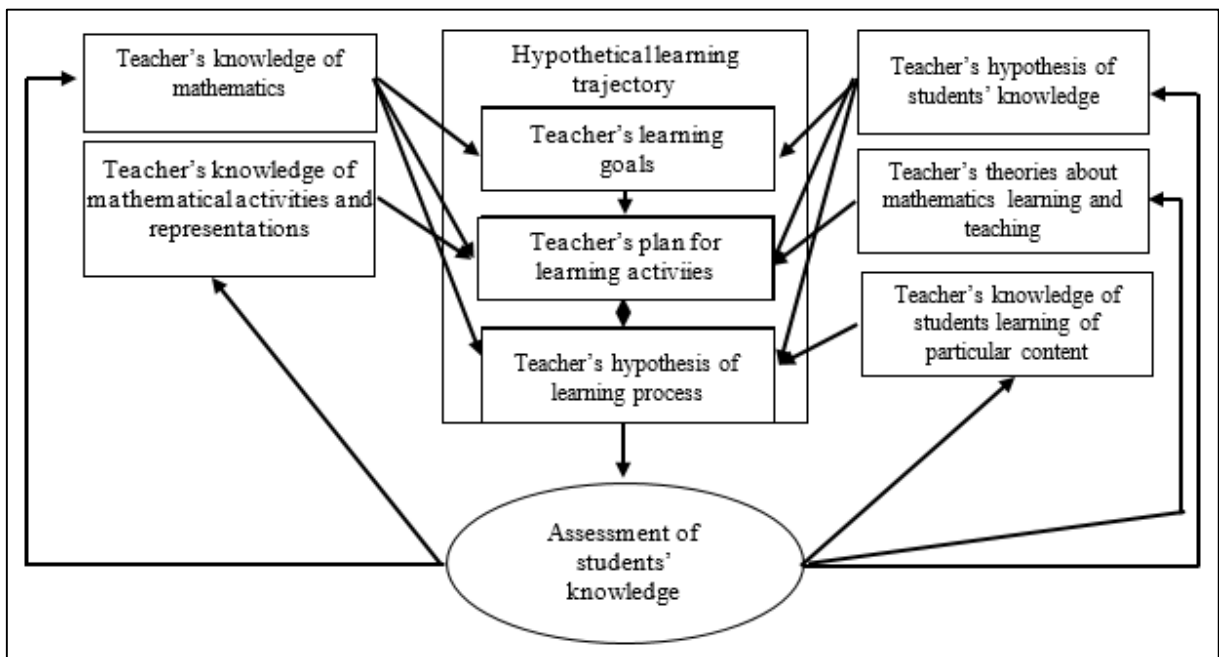 Teacher's knowledge of
mathematics
Teacher's knowledge of
mathematical activities and
representations
Hypothetical learning
trajectory
Teacher's learning
goals
Teacher's plan for
learning activiies
Teacher's hypothesis of
learning process
Teacher's hypothesis of
students' knowledge
Teacher's theories about
mathematics learning and
teaching
Teacher's knowledge of
students learning of
particular content
Assessment of
students'
knowledge